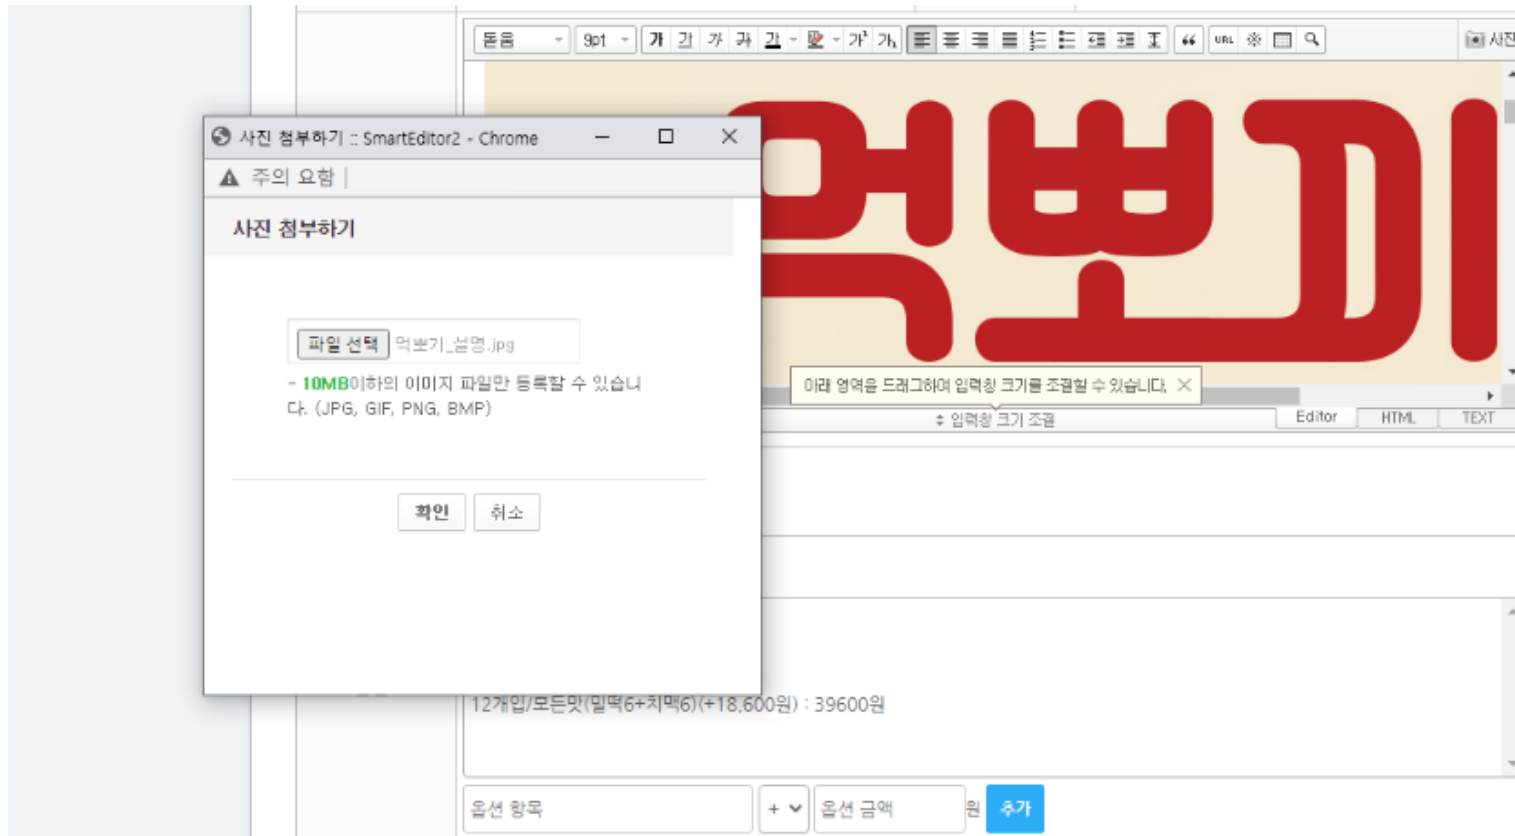 돋움 9pt 가 가 가 가 가 가 가¹ 가₁ URL ※ 사진
사진 첨부하기 :: SmartEditor2 - Chrome
주의 요함
사진 첨부하기
파일 선택 먹뽀기_설명.jpg
- 10MB이하의 이미지 파일만 등록할 수 있습니
다. (JPG, GIF, PNG, BMP)
확인 취소
먹뽀끼
아래 영역을 드래그하여 입력창 크기를 조절할 수 있습니다.
입력창 크기 조절 Editor HTML TEXT
12개입/모든맛(밀떡6+치맥6)(+18,600원) : 39600원
옵션 항목 + 옵션 금액 원 추가